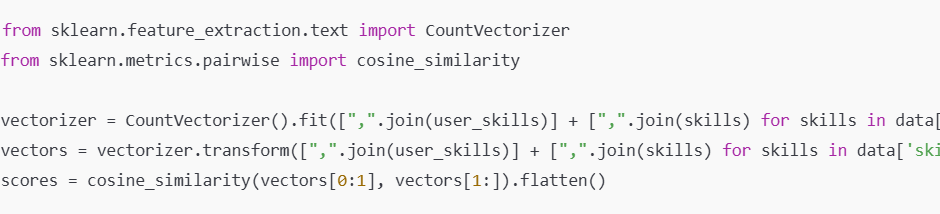 from sklearn.feature_extraction.text import CountVectorizer
from sklearn.metrics.pairwise import cosine_similarity
vectorizer = CountVectorizer().fit([",".join(user_skills)] + [",".join(skills) for skills in data[
vectors = vectorizer.transform([",".join(user_skills)] + [",".join(skills) for skills in data['ski
scores = cosine_similarity(vectors[0:1], vectors[1:]).flatten()